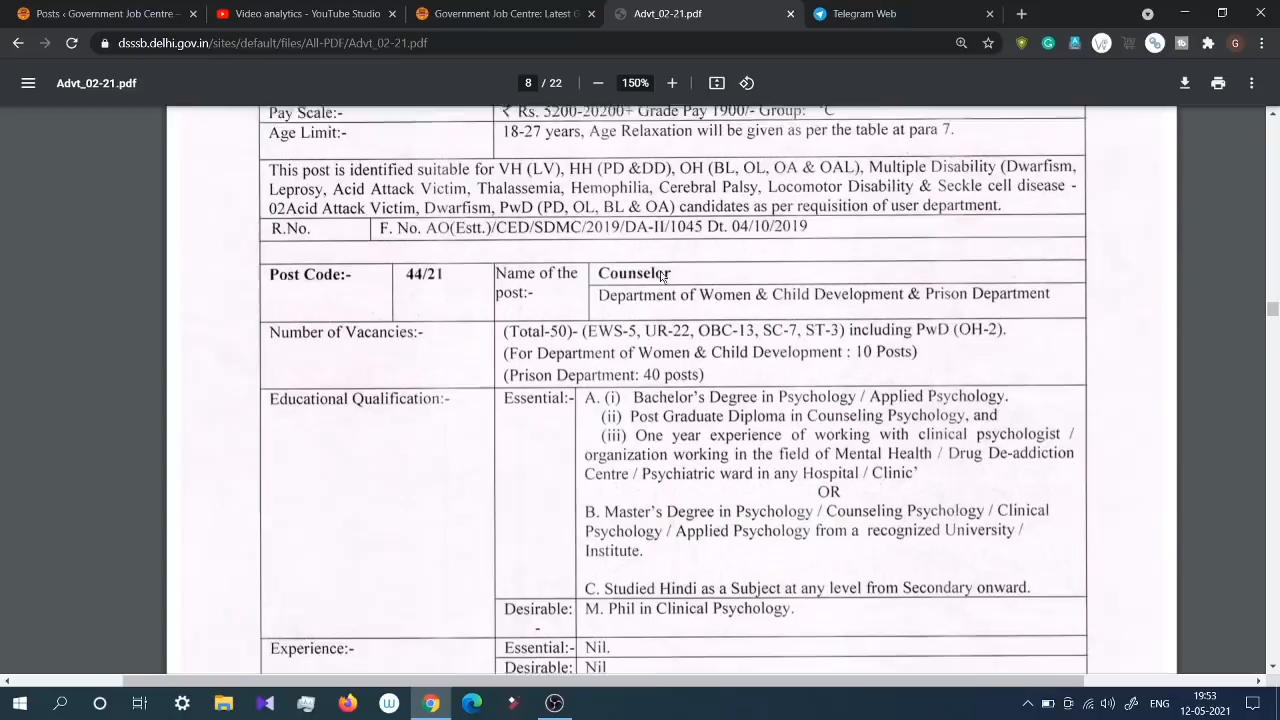 Posts ‹ Government Job Centre —
Video analytics - YouTube Studio
Government Job Centre: Latest G
Advt_02-21.pdf
Telegram Web
dsssb.delhi.gov.in/sites/default/files/All-PDF/Advt_02-21.pdf
G
Advt_02-21.pdf
8 / 22
150%
Pay Scale:- ₹ Rs. 5200-20200+ Grade Pay 1900/- Group: 'C
Age Limit:- 18-27 years, Age Relaxation will be given as per the table at para 7.
This post is identified suitable for VH (LV), HH (PD &DD), OH (BL, OL, OA & OAL), Multiple Disability (Dwarfism,
Leprosy, Acid Attack Victim, Thalassemia, Hemophilia, Cerebral Palsy, Locomotor Disability & Seckle cell disease -
02Acid Attack Victim, Dwarfism, PwD (PD, OL, BL & OA) candidates as per requisition of user department.
R.No. F. No. AO(Estt.)/CED/SDMC/2019/DA-II/1045 Dt. 04/10/2019
Post Code:- 44/21 Name of the post:- Counselor
Department of Women & Child Development & Prison Department
Number of Vacancies:- (Total-50)- (EWS-5, UR-22, OBC-13, SC-7, ST-3) including PwD (OH-2).
(For Department of Women & Child Development : 10 Posts)
(Prison Department: 40 posts)
Educational Qualification:- Essential:- A. (i) Bachelor's Degree in Psychology / Applied Psychology.
(ii) Post Graduate Diploma in Counseling Psychology, and
(iii) One year experience of working with clinical psychologist /
organization working in the field of Mental Health / Drug De-addiction
Centre / Psychiatric ward in any Hospital / Clinic'
OR
B. Master's Degree in Psychology / Counseling Psychology / Clinical
Psychology / Applied Psychology from a recognized University /
Institute.
C. Studied Hindi as a Subject at any level from Secondary onward.
Desirable:- M. Phil in Clinical Psychology.
Experience:- Essential:- Nil.
Desirable: Nil
ENG
19:53
12-05-2021